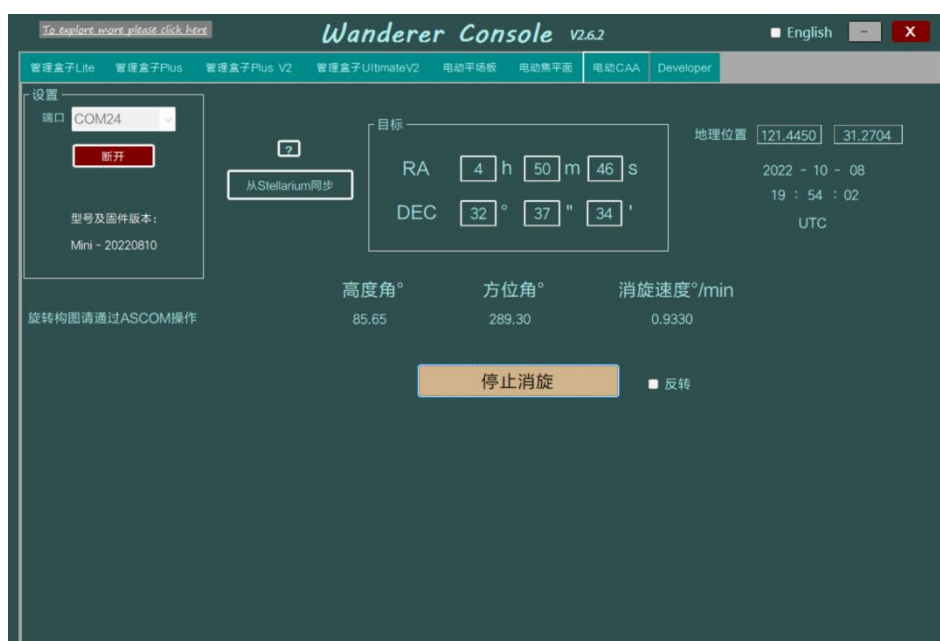 To explore more please click here
Wanderer Console V2.6.2
English
－ X
管理盒子Lite 管理盒子Plus 管理盒子Plus V2 管理盒子UltimateV2 电动平场板 电动焦平面 电动CAA Developer
设置
端口 COM24
断开
型号及固件版本：
Mini - 20220810
?
从Stellarium同步
目标
RA 4 h 50 m 46 s
DEC 32 ° 37 " 34 '
地理位置 121.4450 31.2704
2022 - 10 - 08
19 : 54 : 02
UTC
高度角° 方位角° 消旋速度°/min
旋转构图请通过ASCOM操作 85.65 289.30 0.9330
停止消旋 反转